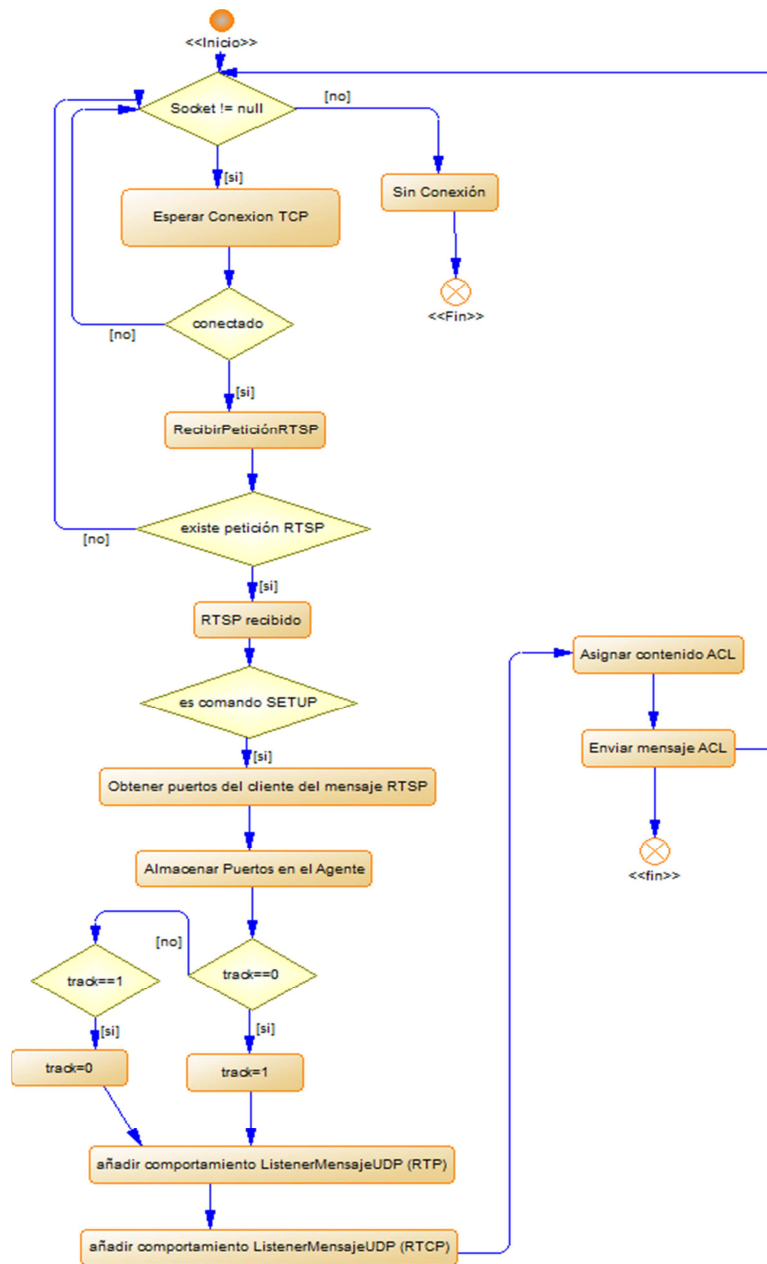 <<Inicio>>
Socket != null
[no]
[si]
Esperar Conexion TCP
Sin Conexión
<<Fin>>
conectado
[no]
[si]
RecibirPeticiónRTSP
existe petición RTSP
[no]
[si]
RTSP recibido
es comando SETUP
[si]
Obtener puertos del cliente del mensaje RTSP
Almacenar Puertos en el Agente
[no]
track==1
track==0
[si]
[si]
track=0
track=1
añadir comportamiento ListenerMensajeUDP (RTP)
añadir comportamiento ListenerMensajeUDP (RTCP)
Asignar contenido ACL
Enviar mensaje ACL
<<fin>>